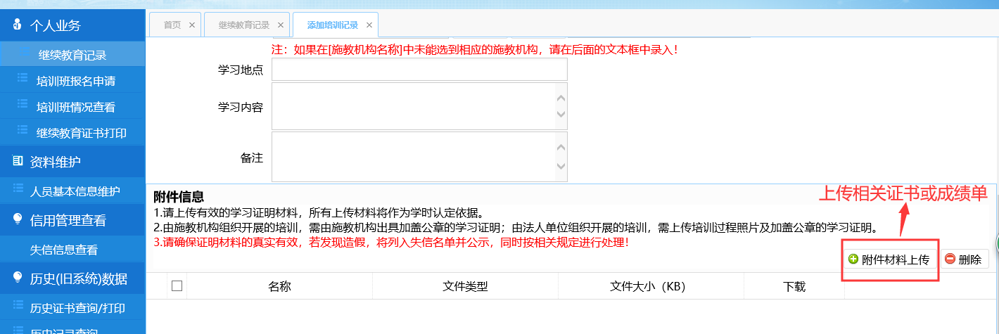 个人业务
继续教育记录
培训班报名申请
培训班情况查看
继续教育证书打印
资料维护
人员基本信息维护
信用管理查看
失信信息查看
历史(旧系统)数据
历史证书查询/打印
历史记录查询
首页 ×
继续教育记录 ×
添加培训记录 ×
注：如果在[施教机构名称]中未能选到相应的施教机构，请在后面的文本框中录入！
学习地点
学习内容
备注
附件信息
上传相关证书或成绩单
1.请上传有效的学习证明材料，所有上传材料将作为学时认定依据。
2.由施教机构组织开展的培训，需由施教机构出具加盖公章的学习证明；由法人单位组织开展的培训，需上传培训过程照片及加盖公章的学习证明。
3.请确保证明材料的真实有效，若发现造假，将列入失信名单并公示，同时按相关规定进行处理！
附件材料上传 删除
名称 文件类型 文件大小（KB） 下载